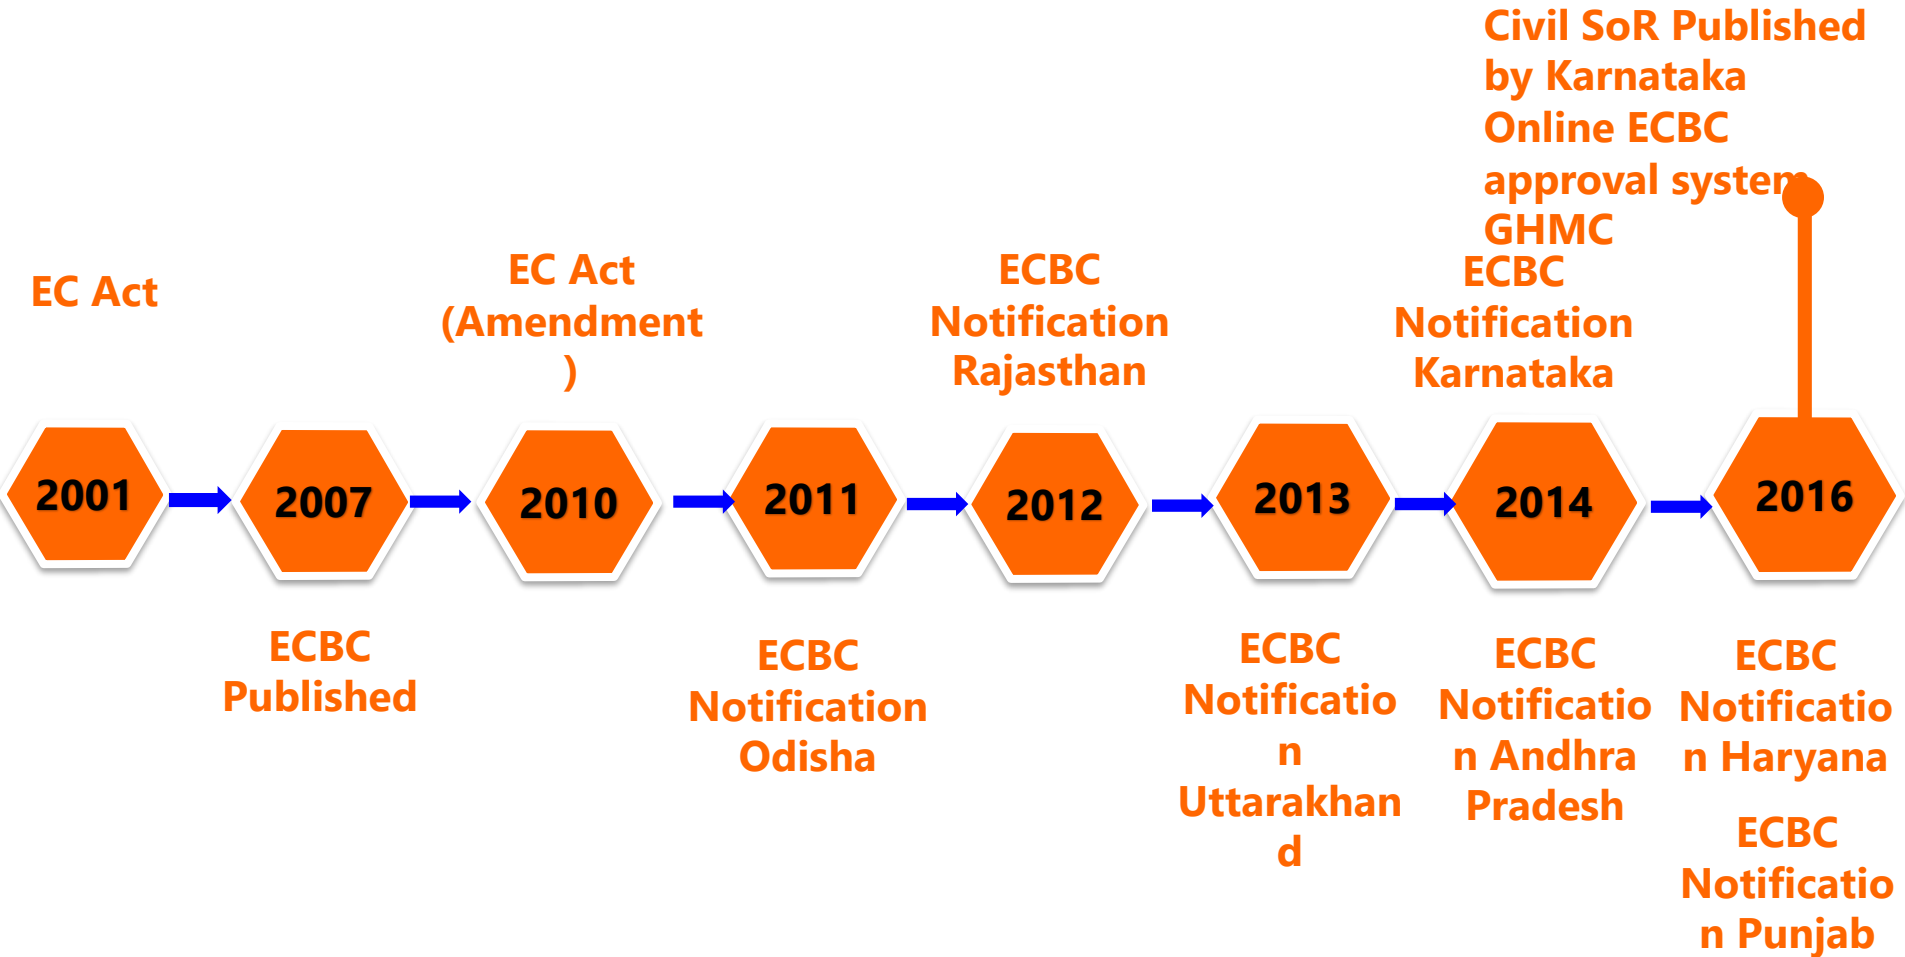 Civil SoR Published
by Karnataka
Online ECBC
approval system
GHMC
EC Act
EC Act
(Amendment
)
ECBC
Notification
Rajasthan
ECBC
Notification
Karnataka
2001
2007
2010
2011
2012
2013
2014
2016
ECBC
Published
ECBC
Notification
Odisha
ECBC
Notificatio
n
Uttarakhan
d
ECBC
Notificatio
n Andhra
Pradesh
ECBC
Notificatio
n Haryana
ECBC
Notificatio
n Punjab